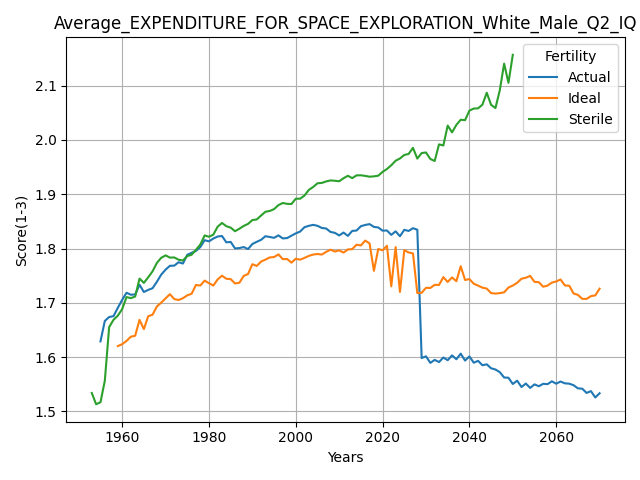 Average_EXPENDITURE_FOR_SPACE_EXPLORATION_White_Male_Q2_IQ
Fertility
Actual
Ideal
Sterile
Score(1-3)
2.1
2.0
1.9
1.8
1.7
1.6
1.5
1960 1980 2000 2020 2040 2060
Years